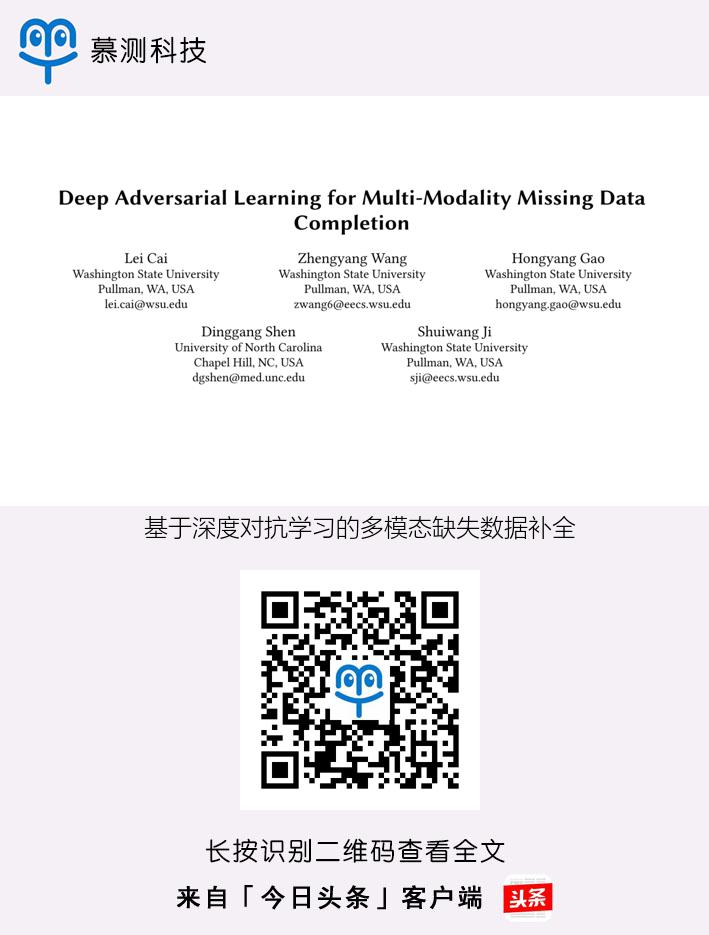 慕测科技
Deep Adversarial Learning for Multi-Modality Missing Data
Completion
Lei Cai
Washington State University
Pullman, WA, USA
lei.cai@wsu.edu
Zhengyang Wang
Washington State University
Pullman, WA, USA
zwang6@eecs.wsu.edu
Hongyang Gao
Washington State University
Pullman, WA, USA
hongyang.gao@wsu.edu
Dinggang Shen
University of North Carolina
Chapel Hill, NC, USA
dgshen@med.unc.edu
Shuiwang Ji
Washington State University
Pullman, WA, USA
sji@eecs.wsu.edu
基于深度对抗学习的多模态缺失数据补全
长按识别二维码查看全文
来自「今日头条」客户端
头条